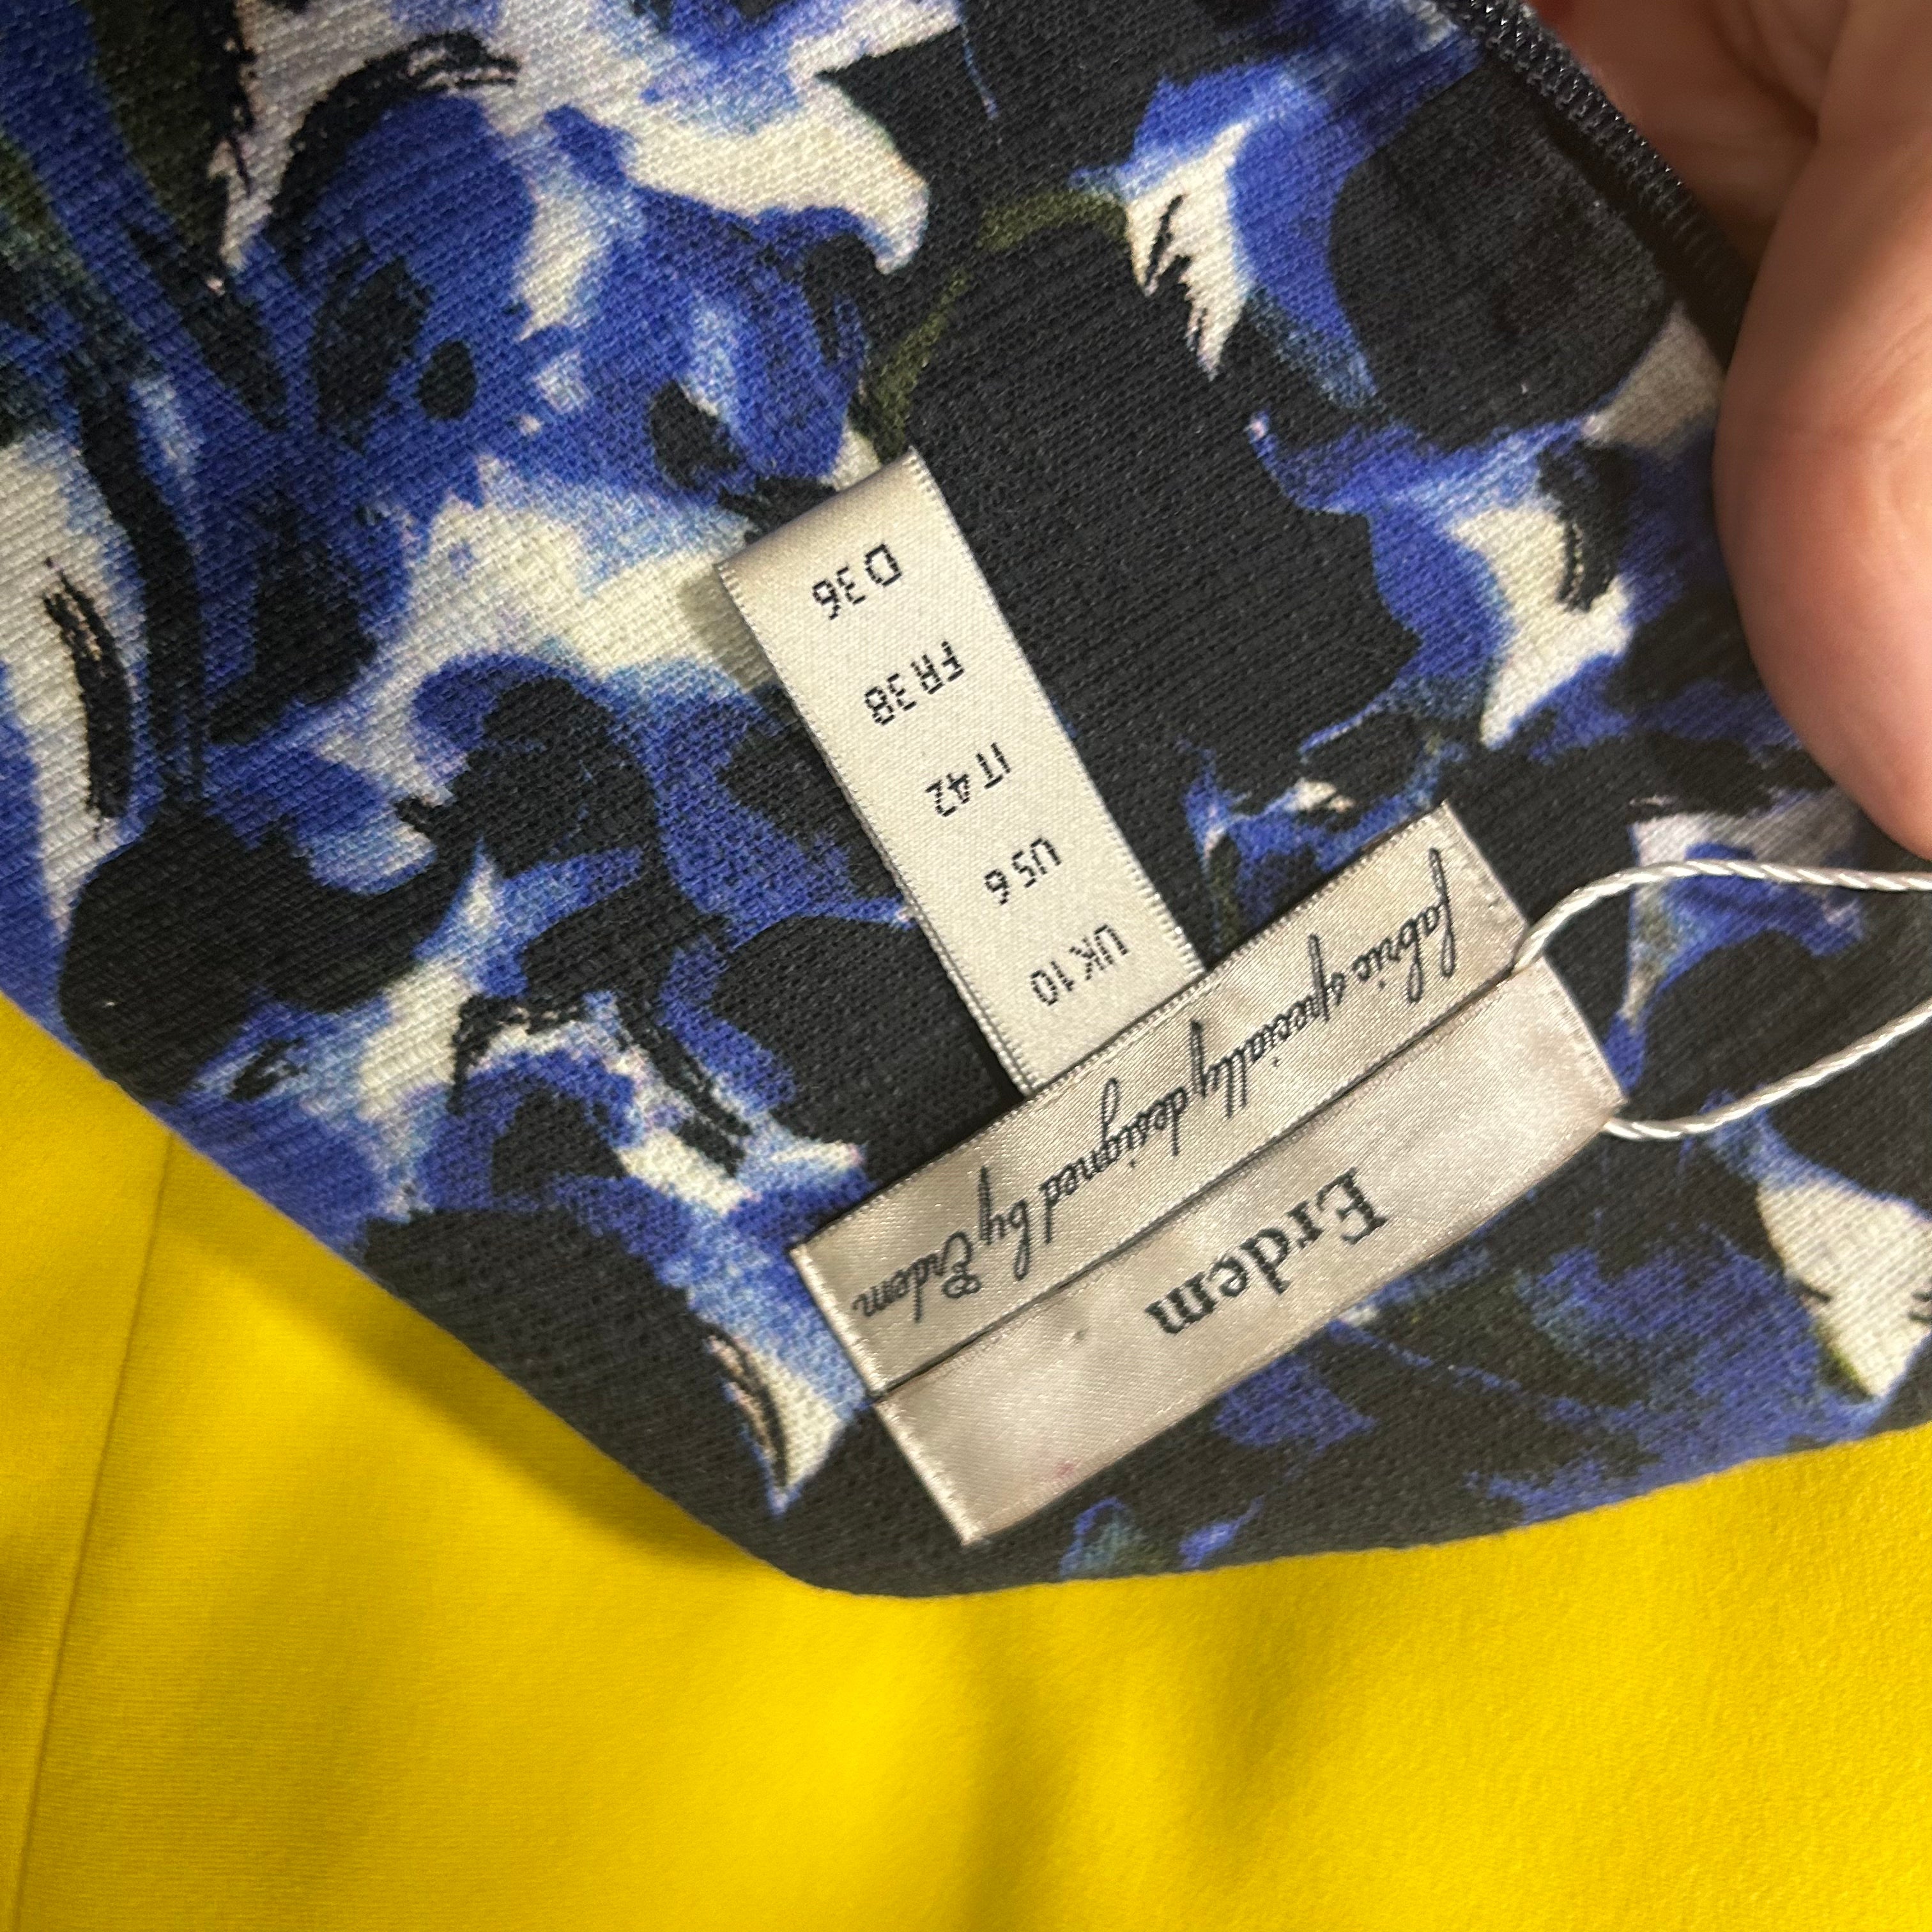 Erdem
fabric specially designed by Erdem
UK 10
US 6
IT 42
FR 38
D 36